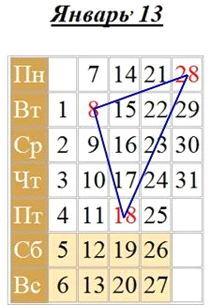 Январь 13
Пн 7 14 21 28
Вт 1 8 15 22 29
Ср 2 9 16 23 30
Чт 3 10 17 24 31
Пт 4 11 18 25
Сб 5 12 19 26
Вс 6 13 20 27